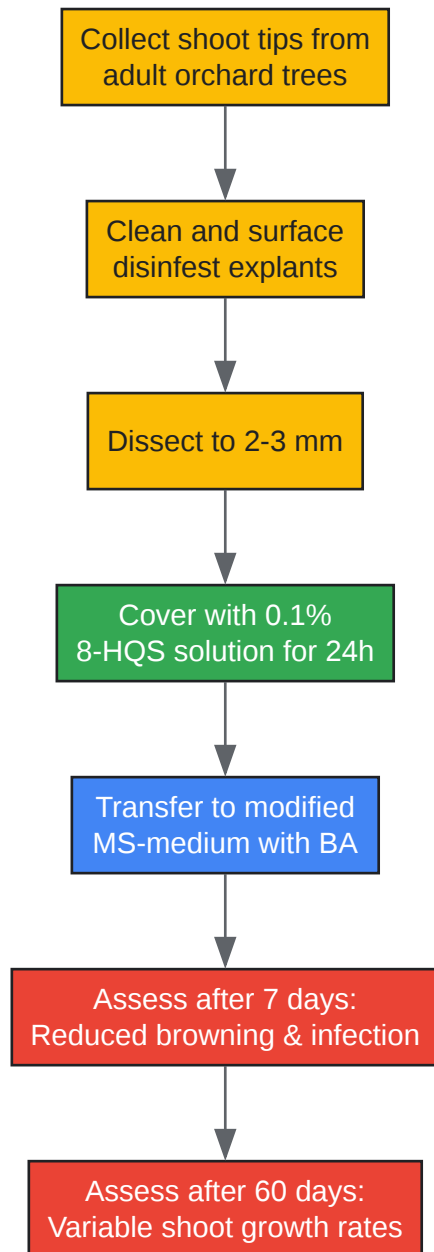 Collect shoot tips from
adult orchard trees
Clean and surface
disinfest explants
Dissect to 2-3 mm
Cover with 0.1%
8-HQS solution for 24h
Transfer to modified
MS-medium with BA
Assess after 7 days:
Reduced browning & infection
Assess after 60 days:
Variable shoot growth rates